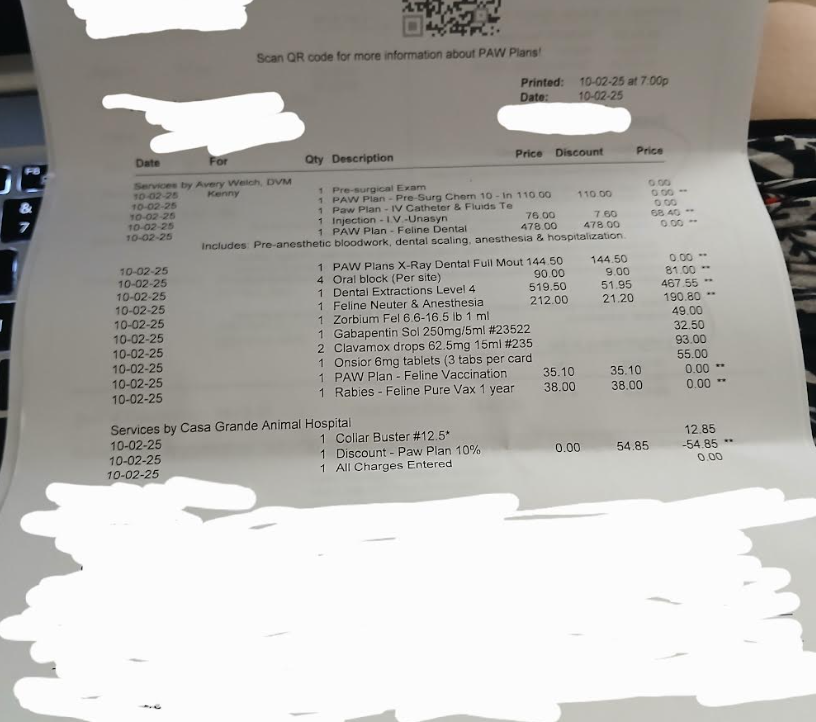 Scan QR code for more information about PAW Plans!
Printed: 10-02-25 at 7:00p
Date: 10-02-25
Date For Qty Description Price Discount Price
Services by Avery Welch, DVM
10-02-25 Kenny 1 Pre-surgical Exam 0.00
10-02-25 1 PAW Plan - Pre-Surg Chem 10 - In 110.00 110.00 0.00 **
10-02-25 1 Paw Plan - IV Catheter & Fluids Te 0.00
10-02-25 1 Injection - I.V.-Unasyn 76.00 7.60 68.40 **
10-02-25 1 PAW Plan - Feline Dental 478.00 478.00 0.00 **
Includes: Pre-anesthetic bloodwork, dental scaling, anesthesia & hospitalization.
10-02-25 1 PAW Plans X-Ray Dental Full Mout 144.50 144.50 0.00 **
10-02-25 4 Oral block (Per site) 90.00 9.00 81.00 **
10-02-25 1 Dental Extractions Level 4 519.50 51.95 467.55 **
10-02-25 1 Feline Neuter & Anesthesia 212.00 21.20 190.80 **
10-02-25 1 Zorbium Fel 6.6-16.5 lb 1 ml 49.00
10-02-25 1 Gabapentin Sol 250mg/5ml #23522 32.50
10-02-25 2 Clavamox drops 62.5mg 15ml #235 93.00
10-02-25 1 Onsior 6mg tablets (3 tabs per card 55.00
10-02-25 1 PAW Plan - Feline Vaccination 35.10 35.10 0.00 **
10-02-25 1 Rabies - Feline Pure Vax 1 year 38.00 38.00 0.00 **
Services by Casa Grande Animal Hospital
10-02-25 1 Collar Buster #12.5* 12.85
10-02-25 1 Discount - Paw Plan 10% 0.00 54.85 -54.85 **
10-02-25 1 All Charges Entered 0.00
F8
&
7